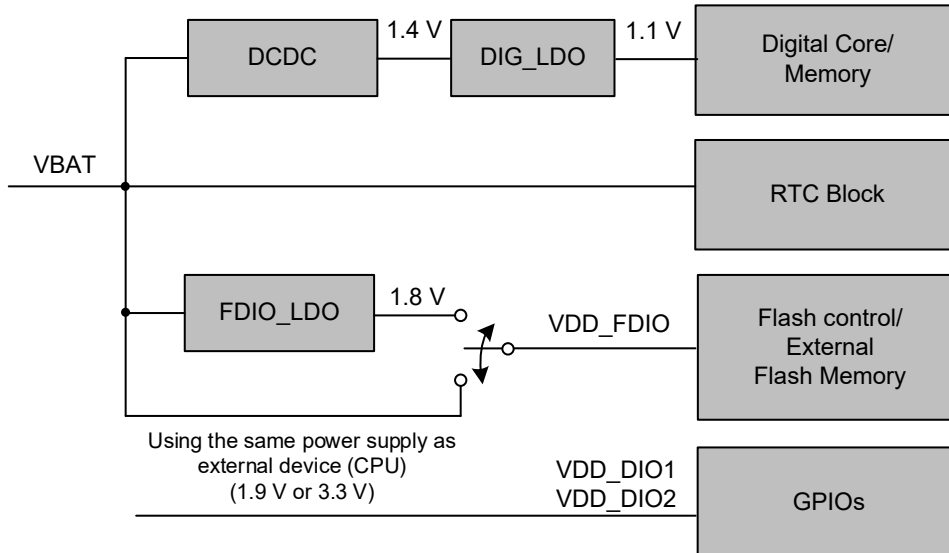 1.4 V
1.1 V
DCDC
DIG_LDO
Digital Core/
Memory
VBAT
RTC Block
FDIO_LDO
1.8 V
VDD_FDIO
Flash control/
External
Flash Memory
Using the same power supply as
external device (CPU)
(1.9 V or 3.3 V)
VDD_DIO1
VDD_DIO2
GPIOs